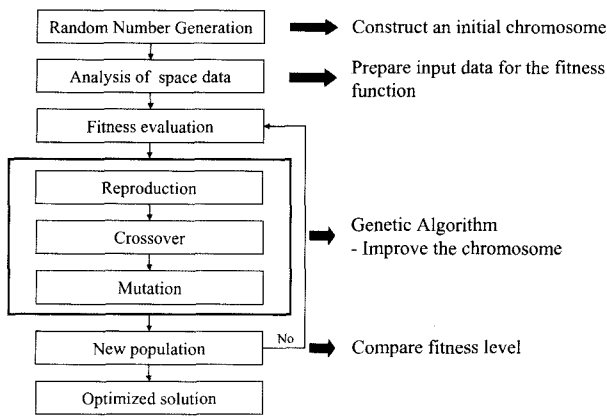 Random Number Generation
Construct an initial chromosome
Analysis of space data
Prepare input data for the fitness
function
Fitness evaluation
Reproduction
Crossover
Mutation
Genetic Algorithm
- Improve the chromosome
New population
No
Compare fitness level
Optimized solution